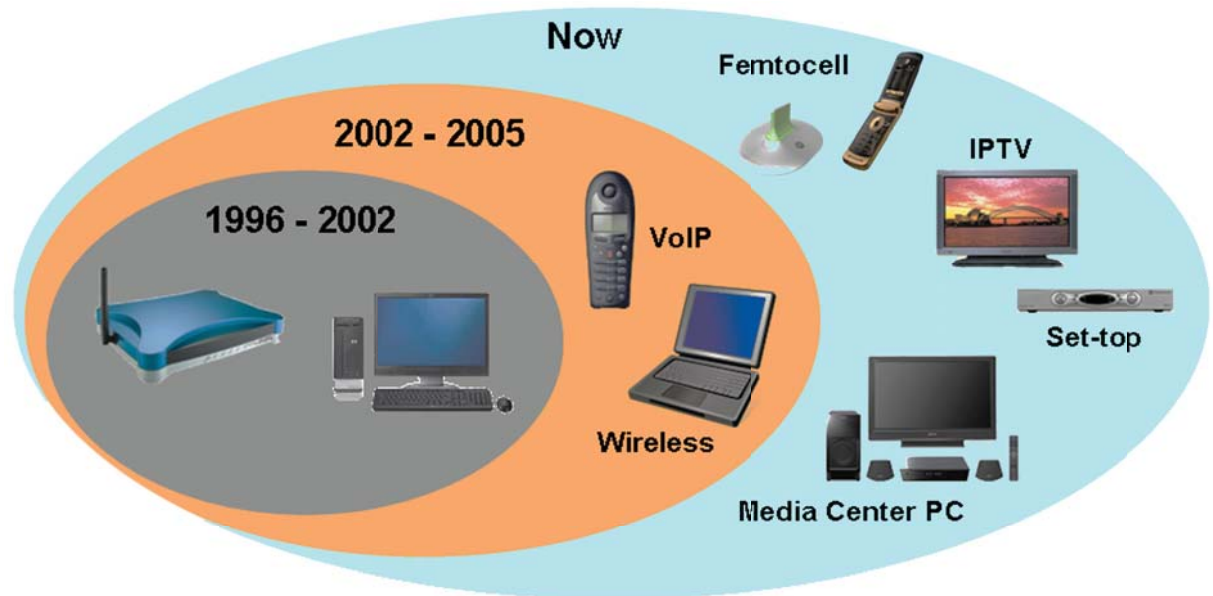 Now
Femtocell
2002 - 2005
IPTV
1996 - 2002
VoIP
Set-top
Wireless
Media Center PC